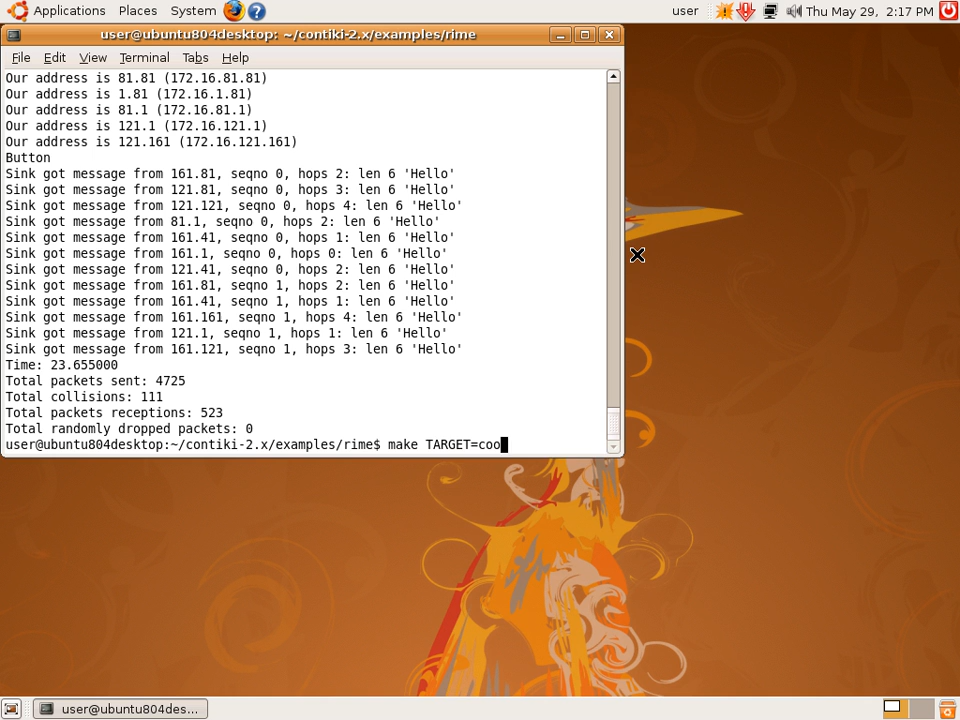 Applications Places System user Thu May 29, 2:17 PM
user@ubuntu804desktop: ~/contiki-2.x/examples/rime
File Edit View Terminal Tabs Help
Our address is 81.81 (172.16.81.81)
Our address is 1.81 (172.16.1.81)
Our address is 81.1 (172.16.81.1)
Our address is 121.1 (172.16.121.1)
Our address is 121.161 (172.16.121.161)
Button
Sink got message from 161.81, seqno 0, hops 2: len 6 'Hello'
Sink got message from 121.81, seqno 0, hops 3: len 6 'Hello'
Sink got message from 121.121, seqno 0, hops 4: len 6 'Hello'
Sink got message from 81.1, seqno 0, hops 2: len 6 'Hello'
Sink got message from 161.41, seqno 0, hops 1: len 6 'Hello'
Sink got message from 161.1, seqno 0, hops 0: len 6 'Hello'
Sink got message from 121.41, seqno 0, hops 2: len 6 'Hello'
Sink got message from 161.81, seqno 1, hops 2: len 6 'Hello'
Sink got message from 161.41, seqno 1, hops 1: len 6 'Hello'
Sink got message from 161.161, seqno 1, hops 4: len 6 'Hello'
Sink got message from 121.1, seqno 1, hops 1: len 6 'Hello'
Sink got message from 161.121, seqno 1, hops 3: len 6 'Hello'
Time: 23.655000
Total packets sent: 4725
Total collisions: 111
Total packets receptions: 523
Total randomly dropped packets: 0
user@ubuntu804desktop:~/contiki-2.x/examples/rime$ make TARGET=coo
user@ubuntu804des...